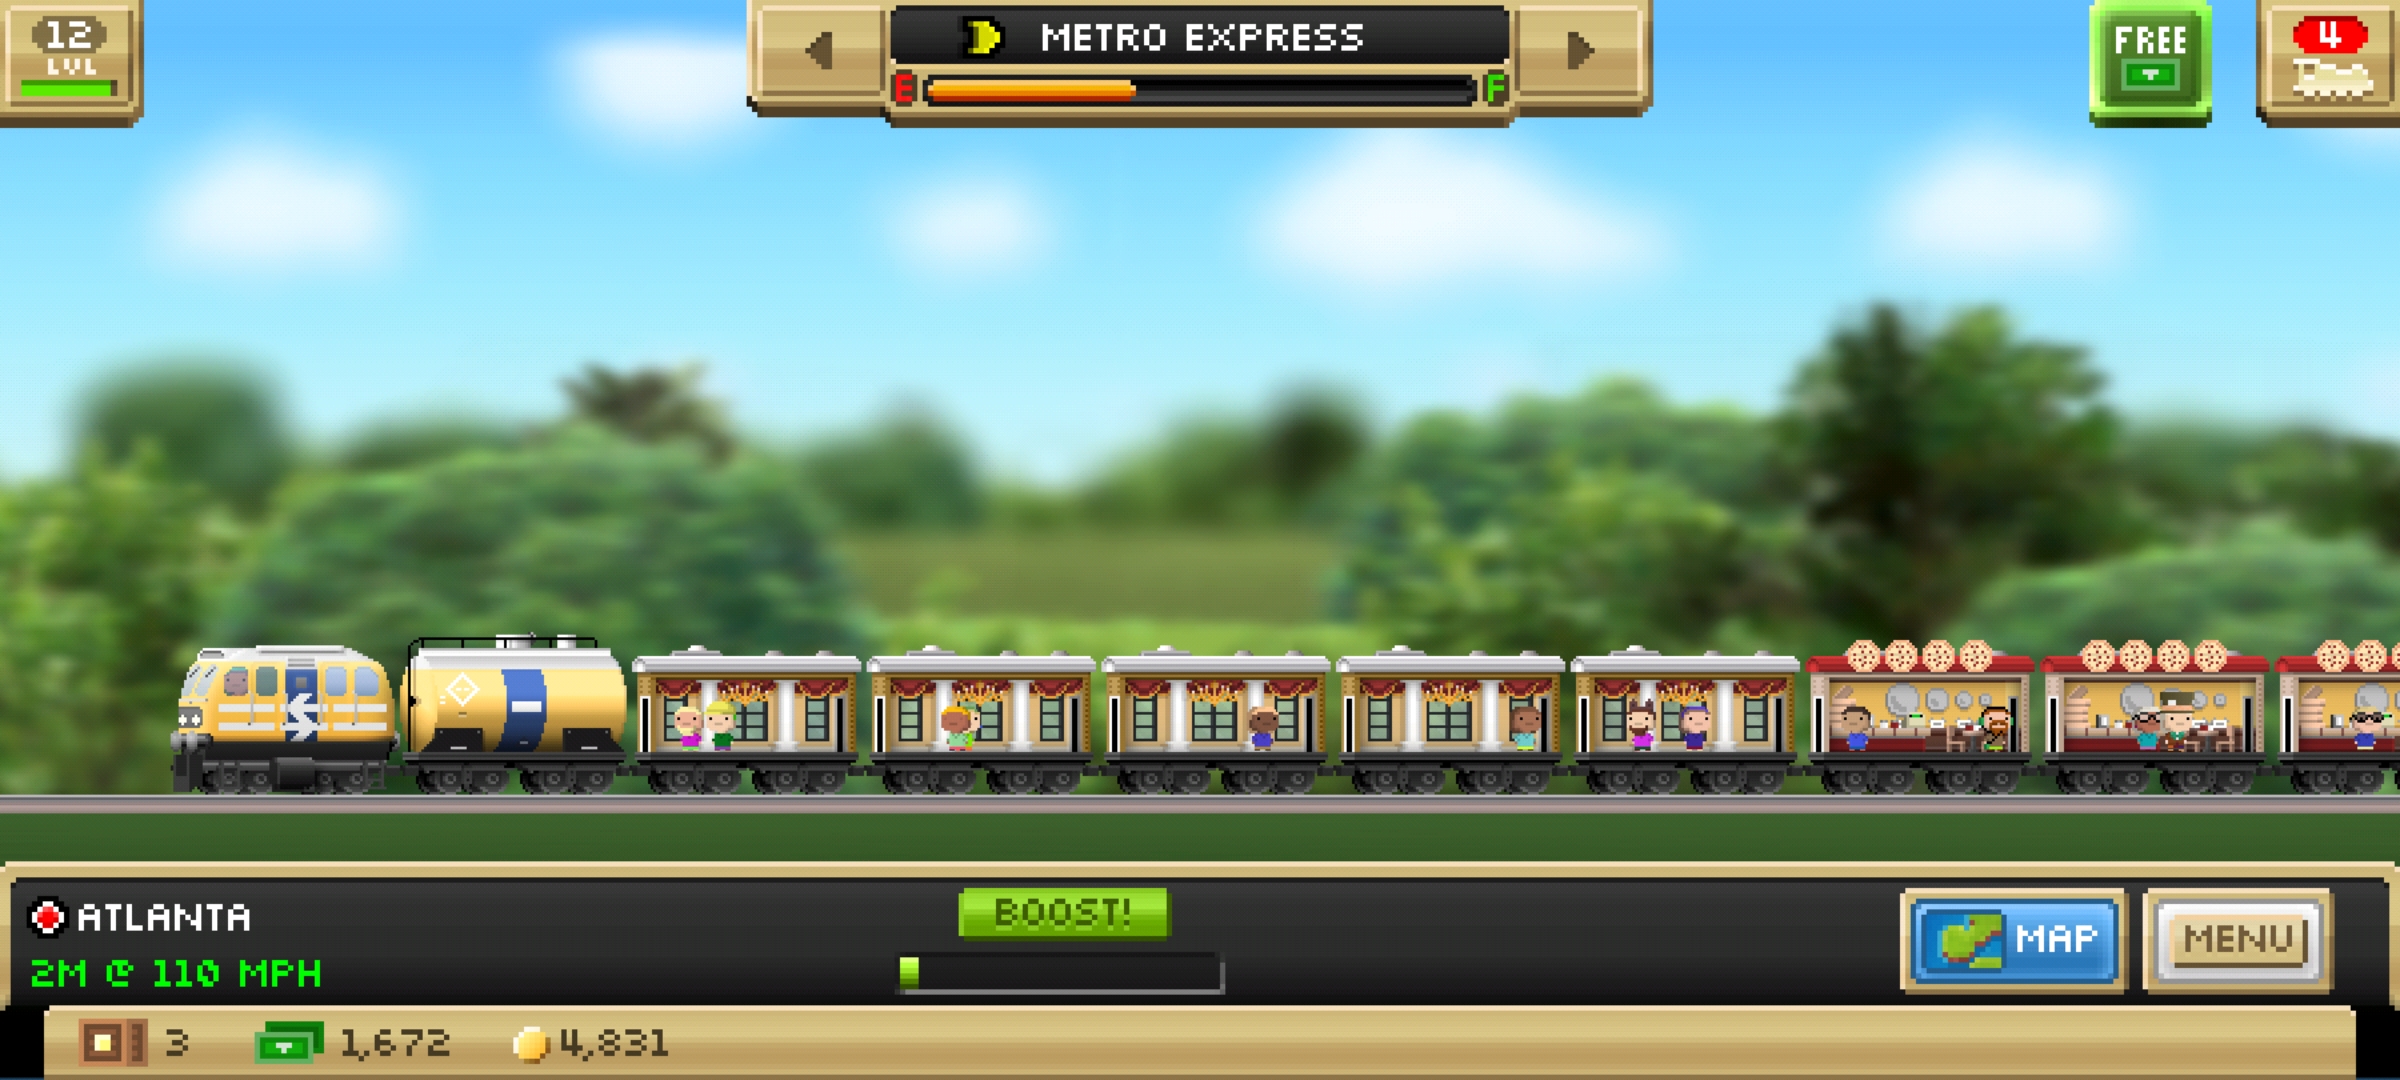 12
LVL
METRO EXPRESS
E F
FREE
4
ATLANTA
2M @ 110 MPH
BOOST!
MAP
MENU
3
1,672
4,831